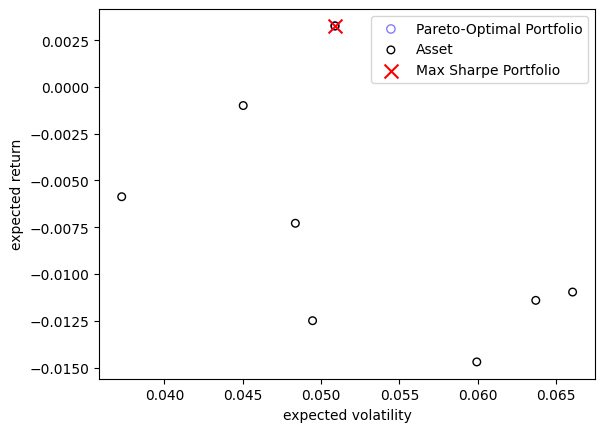 Pareto-Optimal Portfolio
Asset
Max Sharpe Portfolio
0.0025
0.0000
−0.0025
−0.0050
−0.0075
−0.0100
−0.0125
−0.0150
expected return
0.040 0.045 0.050 0.055 0.060 0.065
expected volatility